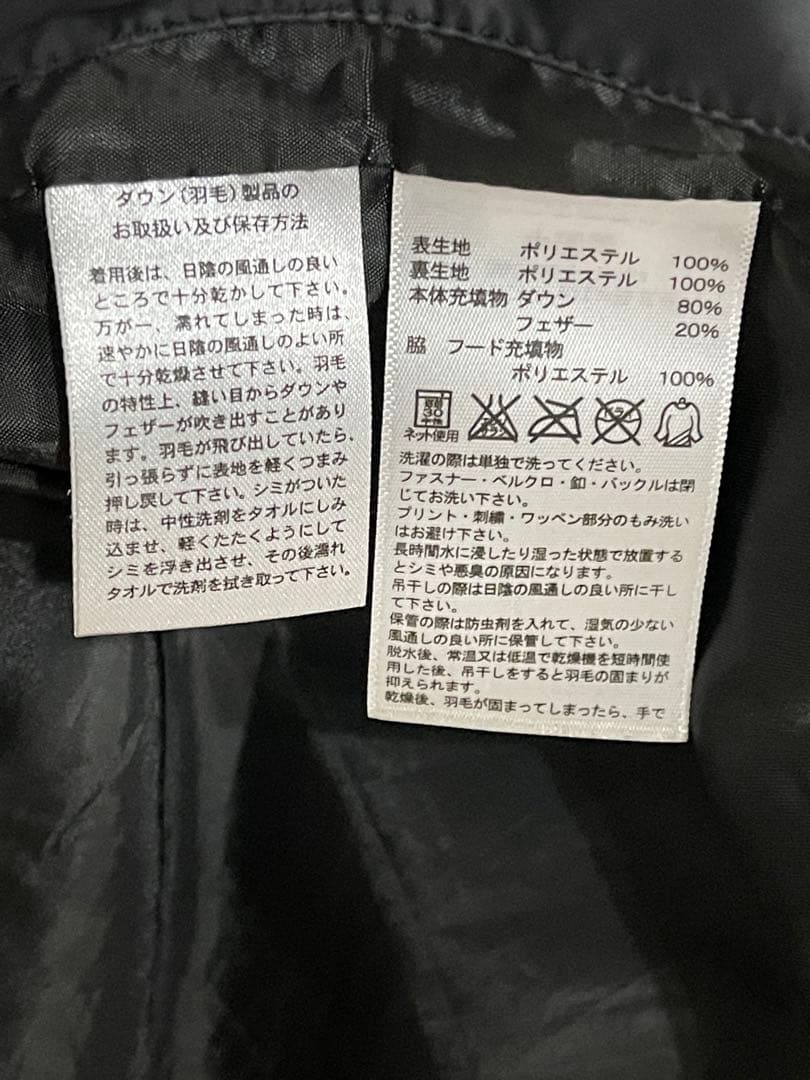 ダウン(羽毛)製品の
お取扱い及び保存方法
着用後は、日陰の風通しの良い
ところで十分乾かして下さい。
万が一、濡れてしまった時は、
速やかに日陰の風通しのよい所
で十分乾燥させて下さい。羽毛
の特性上、縫い目からダウンや
フェザーが吹き出すことがあり
ます。羽毛が飛び出していたら、
引っ張らずに表地を軽くつまみ
押し戻して下さい。シミがついた
時は、中性洗剤をタオルにしみ
込ませ、軽くたたくようにして
シミを浮き出させ、その後濡れ
タオルで洗剤を拭き取って下さい。
表生地 ポリエステル 100%
裏生地 ポリエステル 100%
本体充填物 ダウン 80%
フェザー 20%
脇 フード充填物
ポリエステル 100%
30
ネット使用
洗濯の際は単独で洗ってください。
ファスナー・ベルクロ・釦・バックルは閉
じてお洗い下さい。
プリント・刺繍・ワッペン部分のもみ洗い
はお避け下さい。
長時間水に浸したり湿った状態で放置する
とシミや悪臭の原因になります。
吊干しの際は日陰の風通しの良い所に干し
て下さい。
保管の際は防虫剤を入れて、湿気の少ない
風通しの良い所に保管して下さい。
脱水後、常温又は低温で乾燥機を短時間使
用した後、吊干しをすると羽毛の固まりが
抑えられます。
乾燥後、羽毛が固まってしまったら、手で